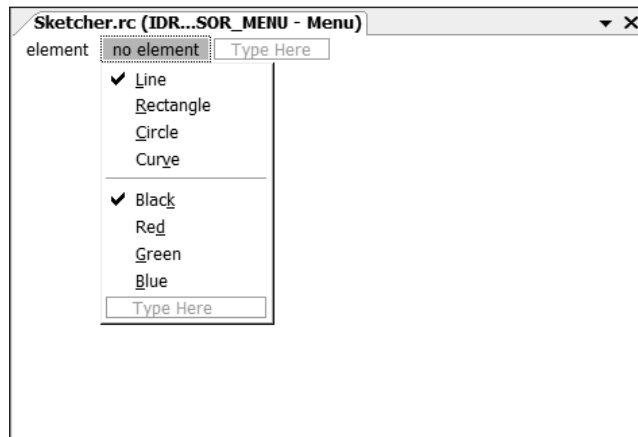 Sketcher.rc (IDR...SOR_MENU - Menu)
element no element Type Here
Line
Rectangle
Circle
Curve
Black
Red
Green
Blue
Type Here